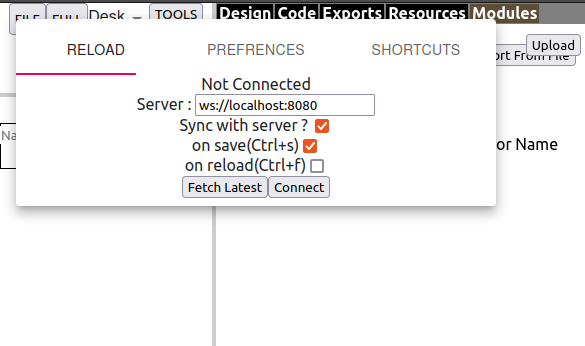 FILE FULL Desk TOOLS Design Code Exports Resources Modules
RELOAD PREFRENCES SHORTCUTS
Upload
ort From File
Not Connected
Server : ws://localhost:8080
Sync with server ?
Na
on save(Ctrl+s)
or Name
on reload(Ctrl+f)
Fetch Latest Connect